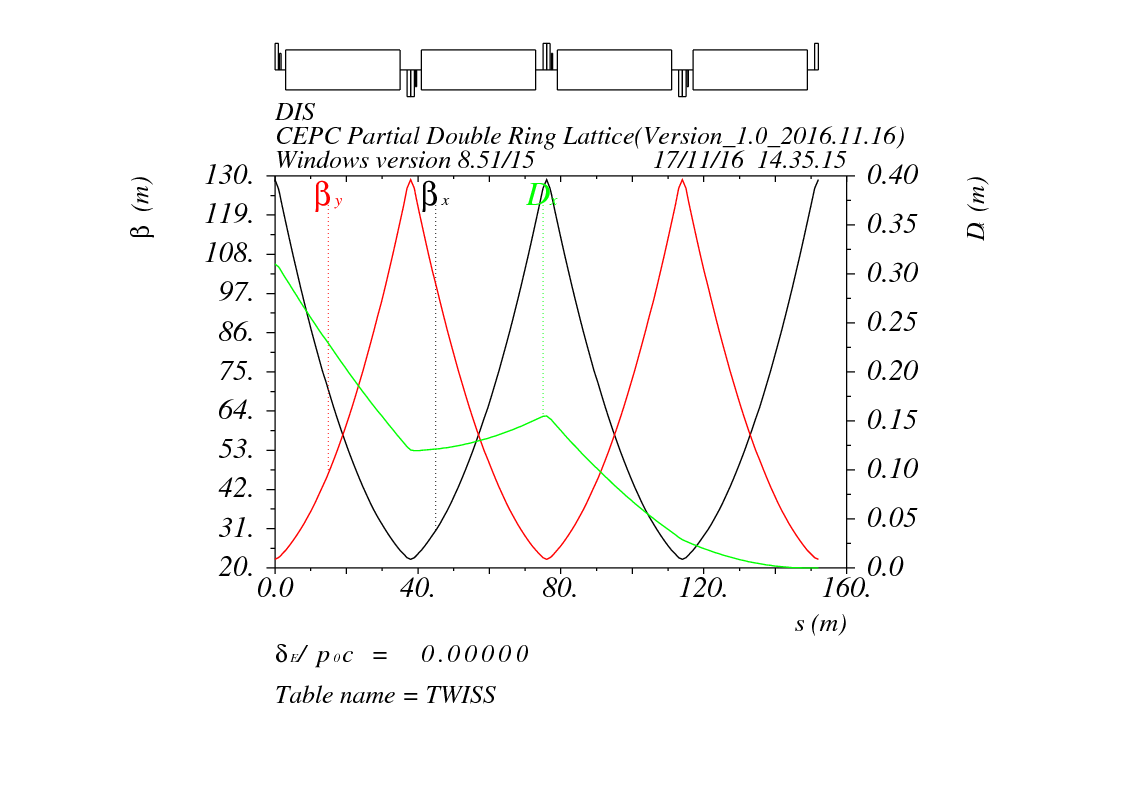 DIS
CEPC Partial Double Ring Lattice(Version_1.0_2016.11.16)
Windows version 8.51/15 17/11/16 14.35.15
β (m)
130.
119.
108.
97.
86.
75.
64.
53.
42.
31.
20.
βy
βx
Dx
0.40
0.35
0.30
0.25
0.20
0.15
0.10
0.05
0.0
Dx (m)
0.0 40. 80. 120. 160.
s (m)
δE/ p0c = 0.00000
Table name = TWISS